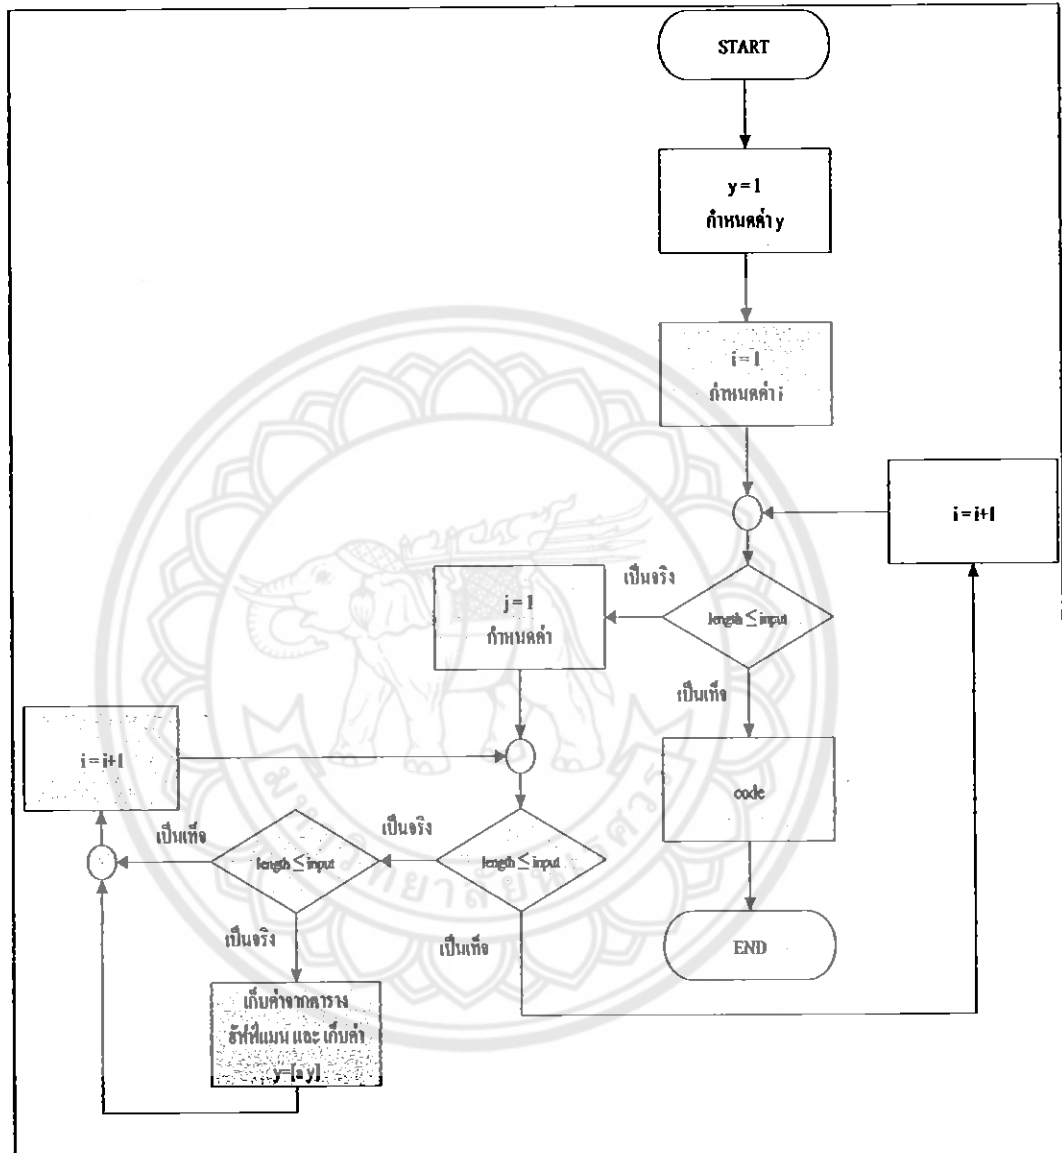 START
y = 1
กำหนดค่า y
i = 1
กำหนดค่า i
i = i+1
เป็นจริง
length ≤ input
j = 1
กำหนดค่า
เป็นเท็จ
i = i+1
code
เป็นเท็จ
length ≤ input
เป็นจริง
length ≤ input
เป็นจริง
เป็นเท็จ
END
เก็บค่าจากตาราง
ฮัฟฟ์แมน และ เก็บค่า
y=[a y]